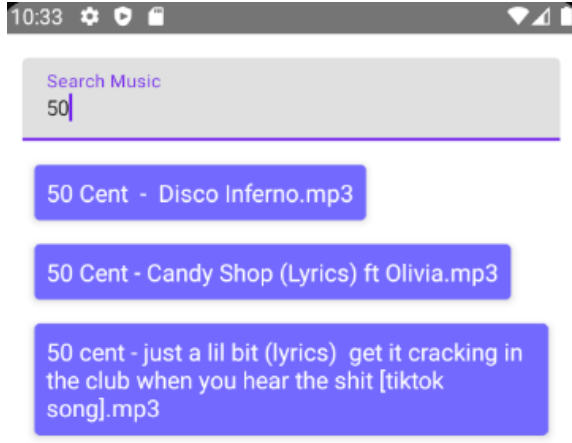 10:33
Search Music
50
50 Cent  -  Disco Inferno.mp3
50 Cent - Candy Shop (Lyrics) ft Olivia.mp3
50 cent - just a lil bit (lyrics)  get it cracking in
the club when you hear the shit [tiktok
song].mp3